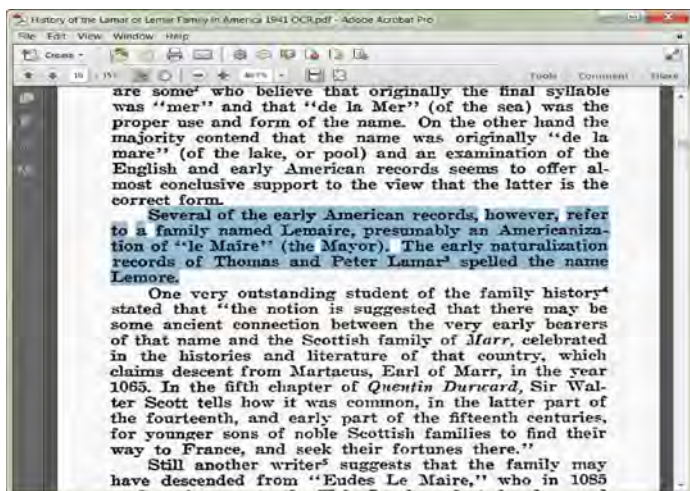 History of the Lamar or Lemar Family in America 1941 OCR.pdf - Adobe Acrobat Pro
File Edit View Window Help
Create
Tools Comment Share
are some² who believe that originally the final syllable
was “mer” and that “de la Mer” (of the sea) was the
proper use and form of the name. On the other hand the
majority contend that the name was originally “de la
mare” (of the lake, or pool) and an examination of the
English and early American records seems to offer al-
most conclusive support to the view that the latter is the
correct form.
Several of the early American records, however, refer
to a family named Lemaire, presumably an Americaniza-
tion of “le Maire” (the Mayor). The early naturalization
records of Thomas and Peter Lamar³ spelled the name
Lemore.
One very outstanding student of the family history⁴
stated that “the notion is suggested that there may be
some ancient connection between the very early bearers
of that name and the Scottish family of Marr, celebrated
in the histories and literature of that country, which
claims descent from Martacus, Earl of Marr, in the year
1065. In the fifth chapter of Quentin Durward, Sir Wal-
ter Scott tells how it was common, in the latter part of
the fourteenth, and early part of the fifteenth centuries,
for younger sons of noble Scottish families to find their
way to France, and seek their fortunes there.”
Still another writer⁵ suggests that the family may
have descended from “Eudes Le Maire,” who in 1085